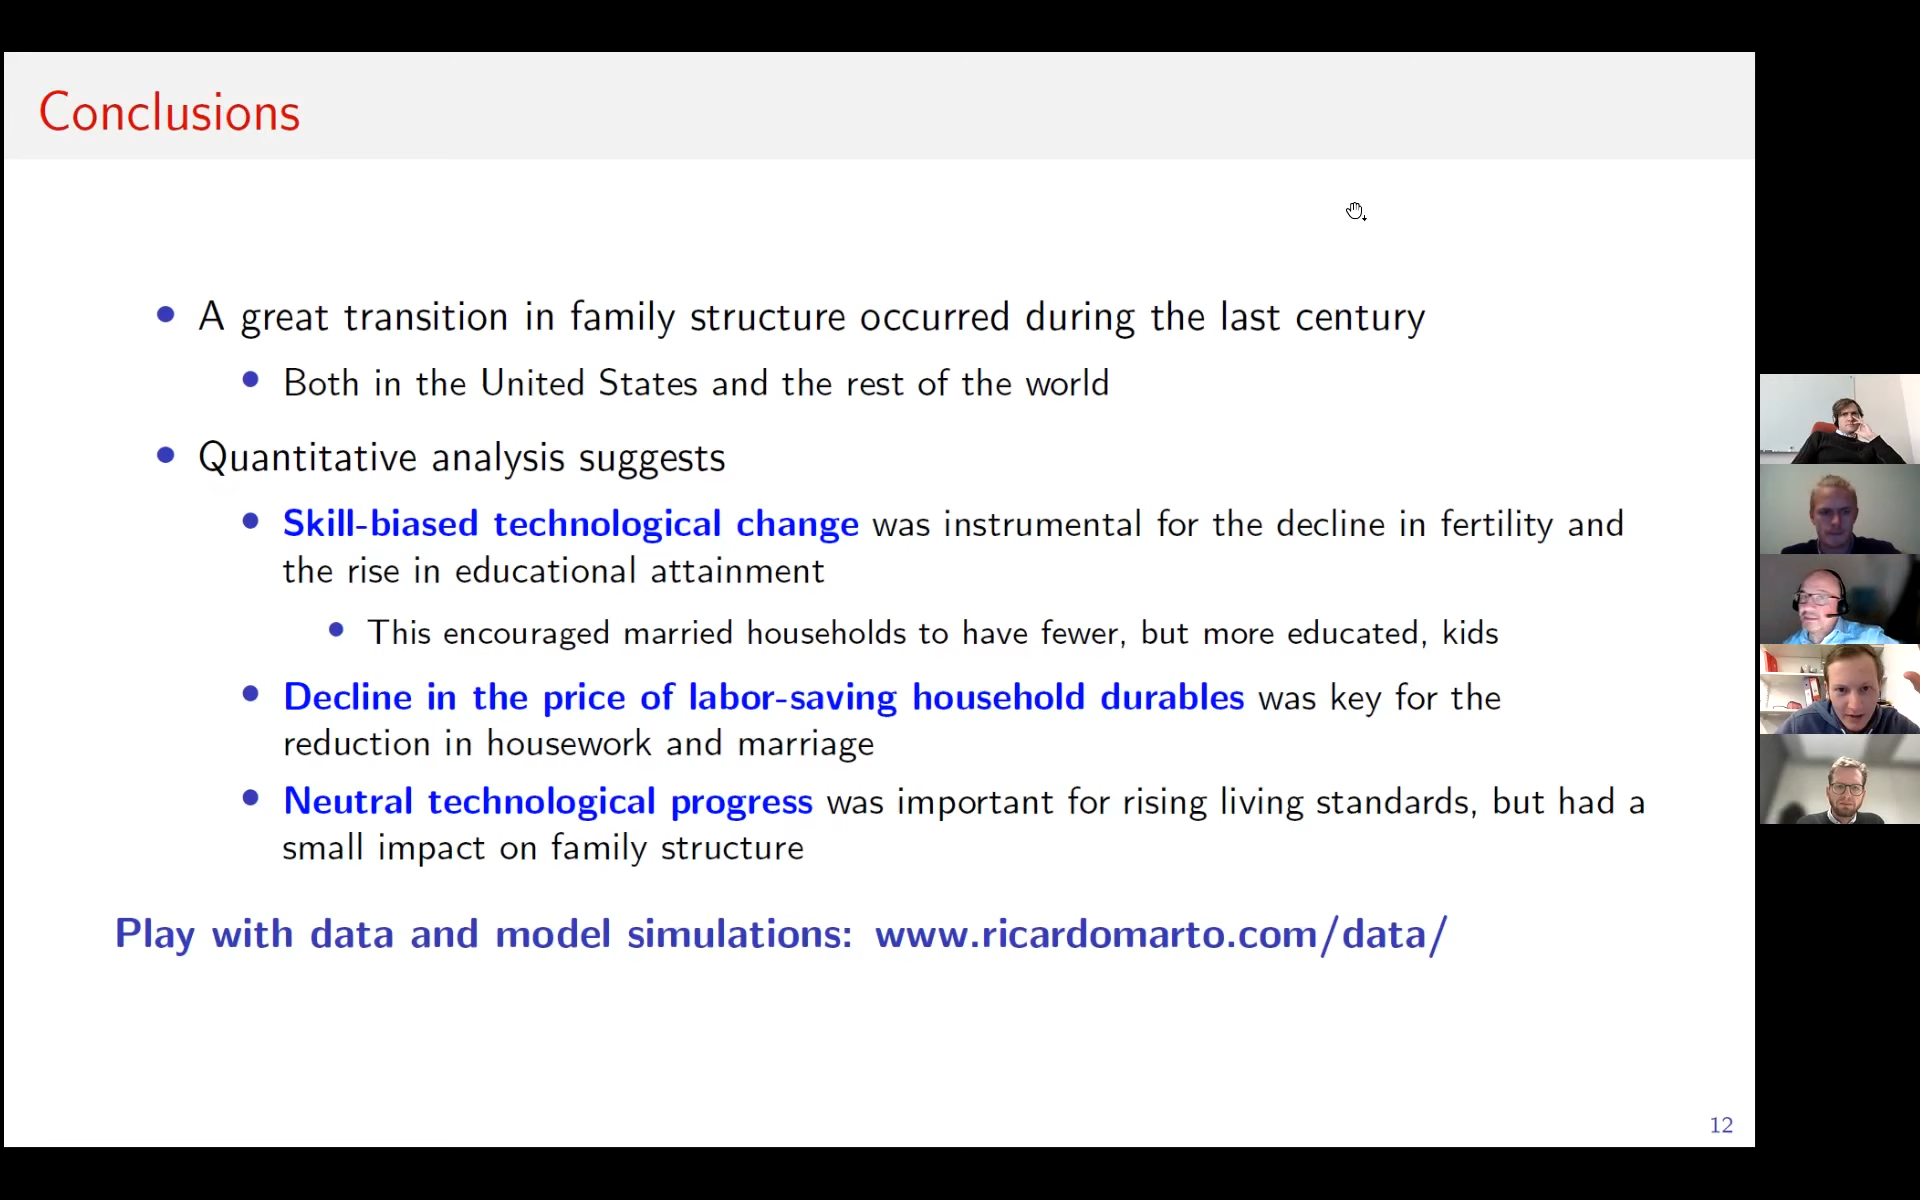 Conclusions
A great transition in family structure occurred during the last century
Both in the United States and the rest of the world
Quantitative analysis suggests
Skill-biased technological change was instrumental for the decline in fertility and
the rise in educational attainment
This encouraged married households to have fewer, but more educated, kids
Decline in the price of labor-saving household durables was key for the
reduction in housework and marriage
Neutral technological progress was important for rising living standards, but had a
small impact on family structure
Play with data and model simulations: www.ricardomarto.com/data/
12